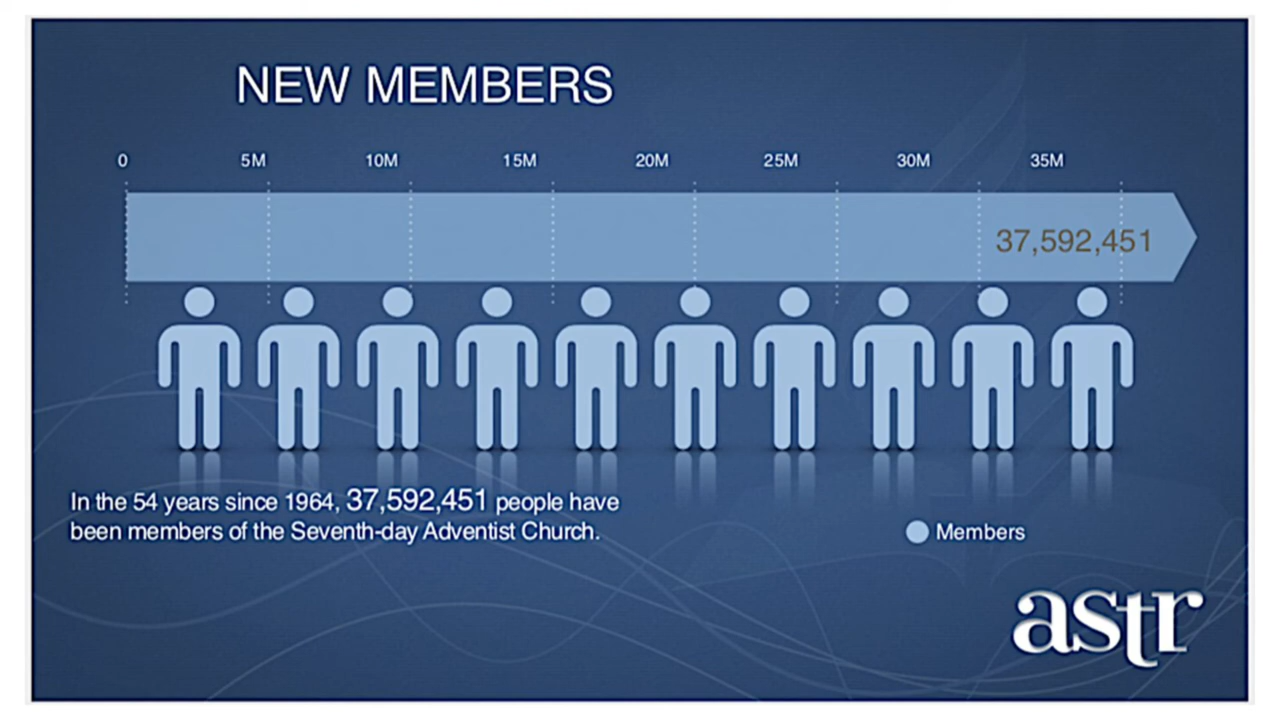 NEW MEMBERS
0 5M 10M 15M 20M 25M 30M 35M
37,592,451
In the 54 years since 1964, 37,592,451 people have
been members of the Seventh-day Adventist Church.
Members
astr